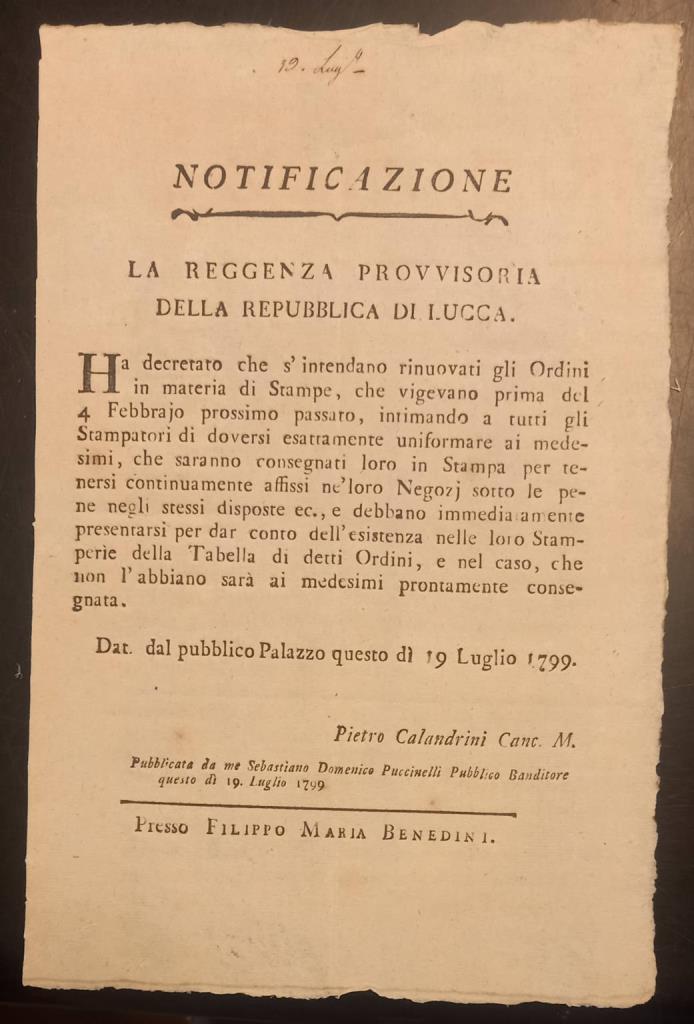 19. Lugº
NOTIFICAZIONE
LA REGGENZA PROVVISORIA
DELLA REPUBBLICA DI LUCCA.
Ha decretato che s'intendano rinuovati gli Ordini
in materia di Stampe, che vigevano prima del
4 Febbrajo prossimo passato, intimando a tutti gli
Stampatori di doversi esattamente uniformare ai mede-
simi, che saranno consegnati loro in Stampa per te-
nersi continuamente affissi ne'loro Negozj sotto le pe-
ne negli stessi disposte ec., e debbano immediatamente
presentarsi per dar conto dell'esistenza nelle loro Stam-
perie della Tabella di detti Ordini, e nel caso, che
non l'abbiano sarà ai medesimi prontamente conse-
gnata.
Dat. dal pubblico Palazzo questo dì 19 Luglio 1799.
Pietro Calandrini Canc. M.
Pubblicata da me Sebastiano Domenico Puccinelli Pubblico Banditore
questo dì 19. Luglio 1799
Presso FILIPPO MARIA BENEDINI.